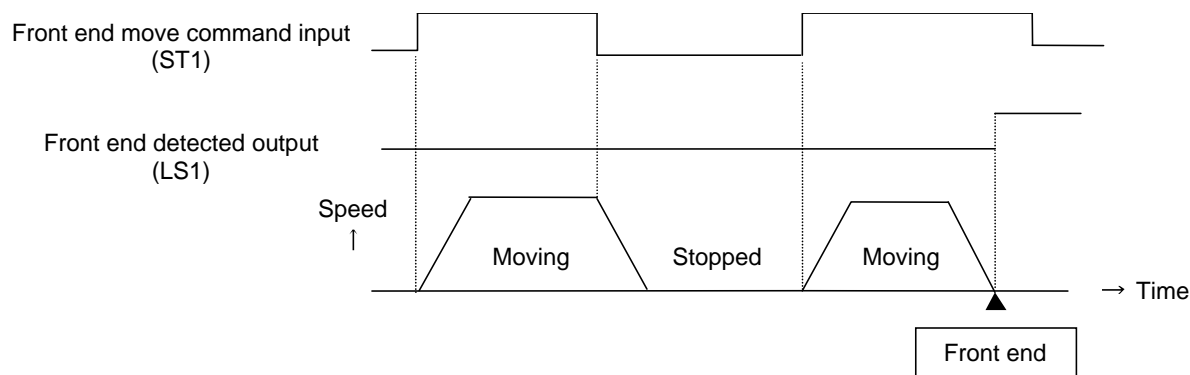 Front end move command input
(ST1)
Front end detected output
(LS1)
Speed
↑
Moving
Stopped
Moving
→ Time
Front end